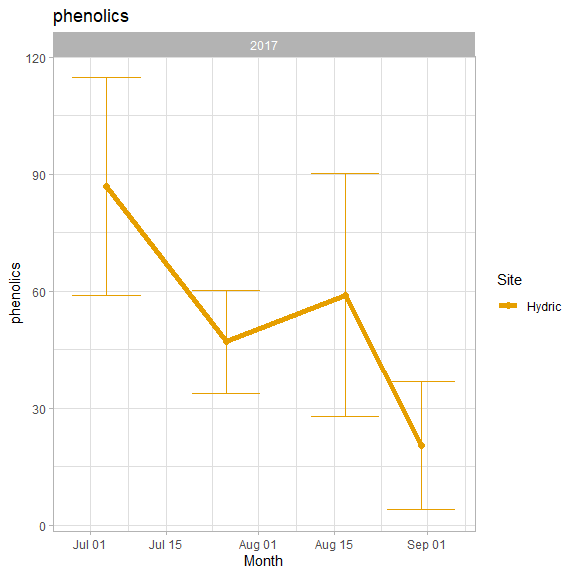 phenolics
2017
120
90
60
30
0
phenolics
Jul 01
Jul 15
Aug 01
Aug 15
Sep 01
Month
Site
Hydric